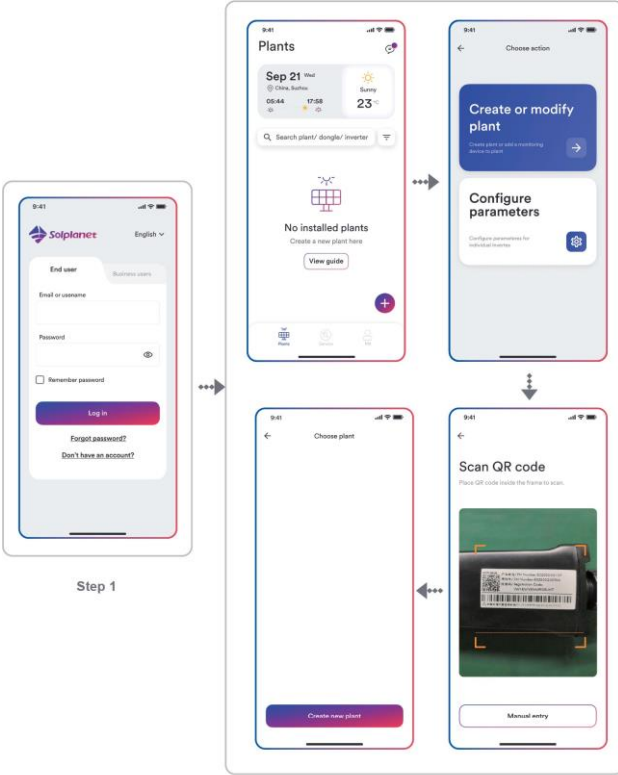 9:41
Solplanet
English
End user
Business users
Email or username
Password
Remember password
Log in
Forgot password?
Don't have an account?
Step 1
9:41
Plants
Sep 21 Wed
China, Suzhou
05:44
17:58
Sunny
23 °C
Search plant/ dongle/ inverter
No installed plants
Create a new plant here
View guide
Plants
Service
9:41
Choose action
Create or modify
plant
Create plant or add a monitoring
device to plant
Configure
parameters
Configure parameteres for
individual inverter
9:41
Scan QR code
Place QR code inside the frame to scan.
Manual entry
9:41
Choose plant
Create new plant